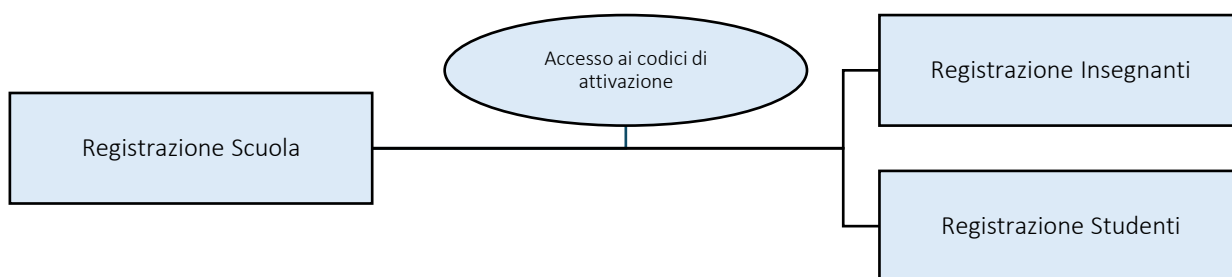 Accesso ai codici di
attivazione
Registrazione Insegnanti
Registrazione Scuola
Registrazione Studenti